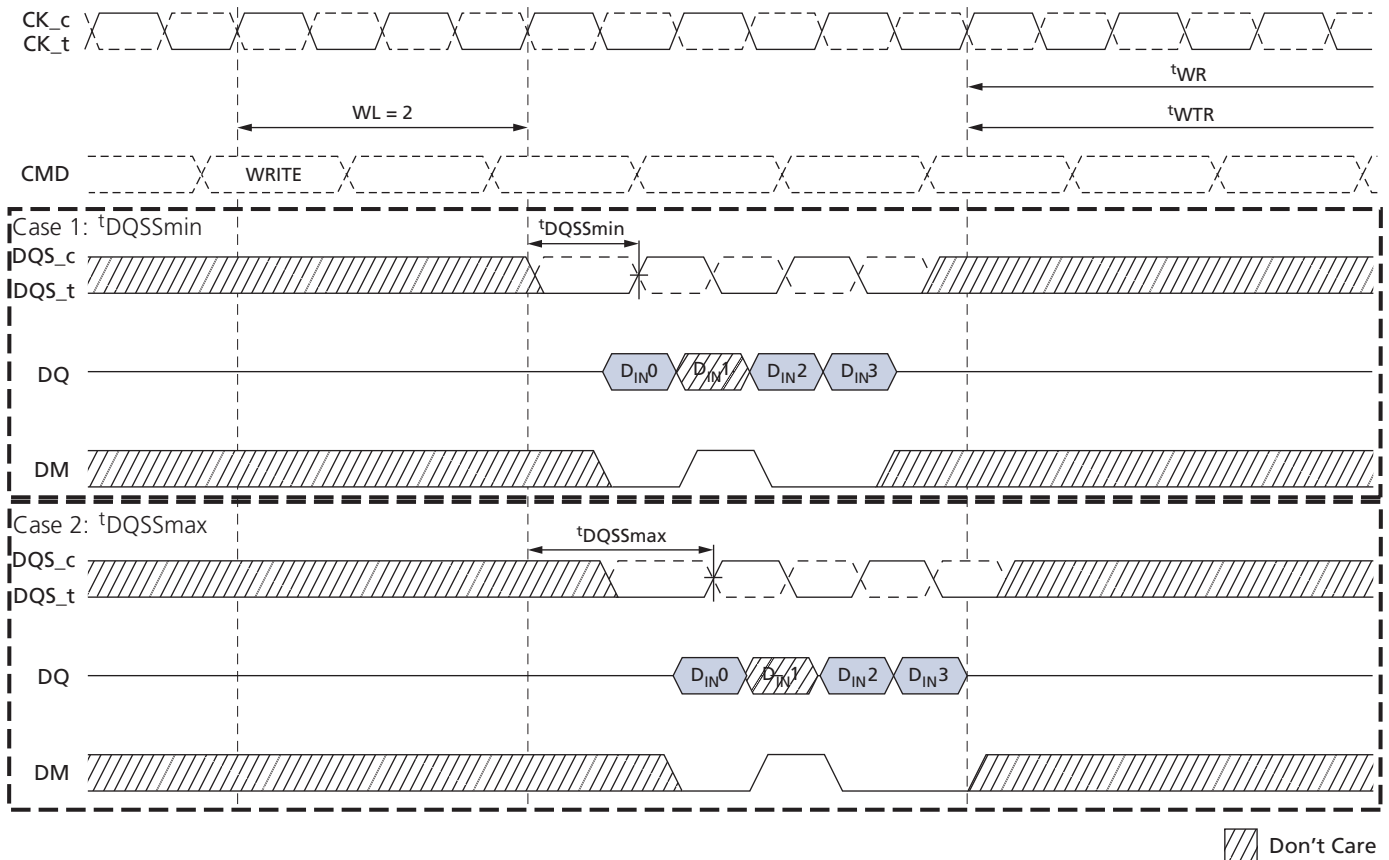 CK_c
CK_t
tWR
WL = 2
tWTR
CMD
WRITE
Case 1: tDQSSmin
tDQSSmin
DQS_c
DQS_t
DQ
DIN0 DIN1 DIN2 DIN3
DM
Case 2: tDQSSmax
tDQSSmax
DQS_c
DQS_t
DQ
DIN0 DIN1 DIN2 DIN3
DM
Don't Care